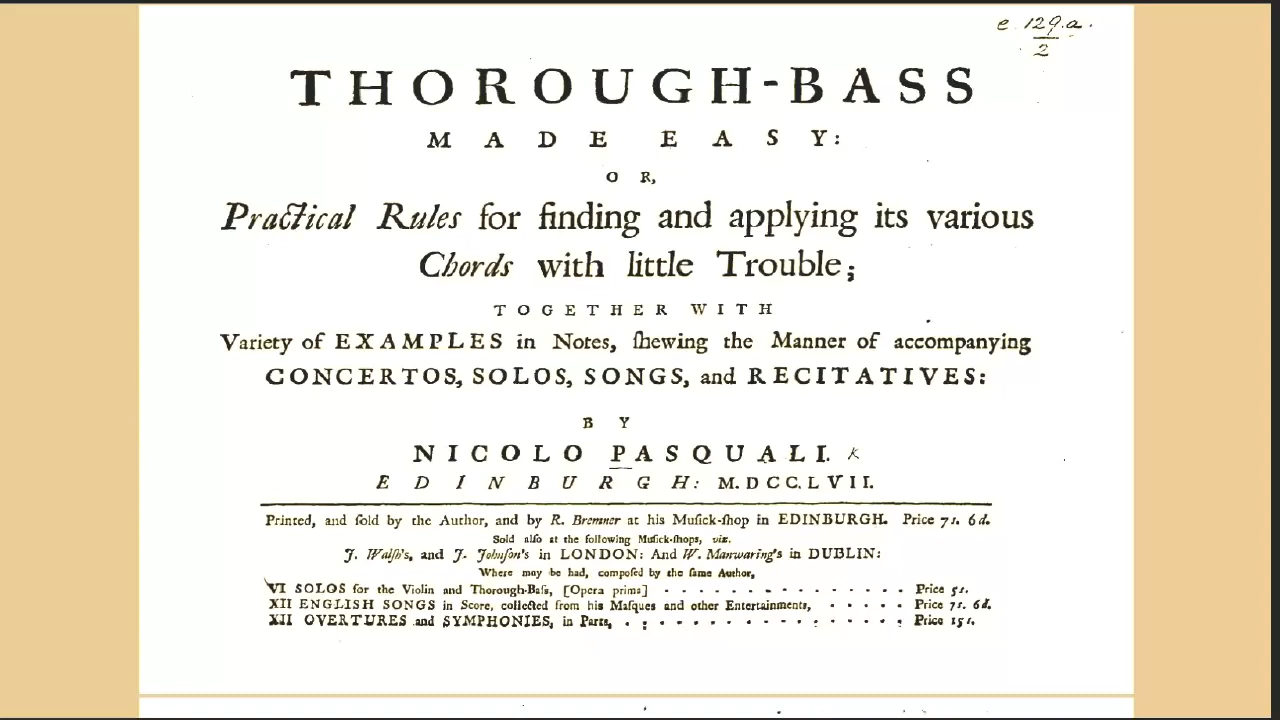 e. 129.a.
2
THOROUGH-BASS
MADE EASY:
OR,
Practical Rules for finding and applying its various
Chords with little Trouble;
TOGETHER WITH
Variety of EXAMPLES in Notes, ſhewing the Manner of accompanying
CONCERTOS, SOLOS, SONGS, and RECITATIVES:
BY
NICOLO PASQUALI.
EDINBURGH: M.DCC.LVII.
Printed, and ſold by the Author, and by R. Bremner at his Muſick-ſhop in EDINBURGH. Price 7s. 6d.
Sold alſo at the following Muſick-ſhops, viz.
J. Walſh's, and J. Johnſon's in LONDON: And W. Manwaring's in DUBLIN:
Where may be had, compoſed by the ſame Author,
VI SOLOS for the Violin and Thorough-Baſs, [Opera prima] - - - - - - - - - - - - - - - Price 5s.
XII ENGLISH SONGS in Score, collected from his Maſques and other Entertainments, - - - - - Price 7s. 6d.
XII OVERTURES and SYMPHONIES, in Parts, - - - - - - - - - - - - - - - - - Price 15s.